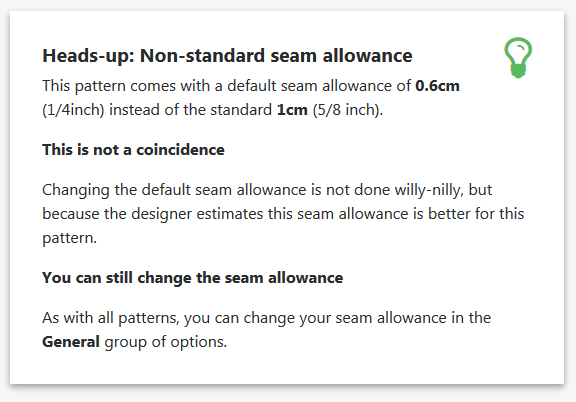 Heads-up: Non-standard seam allowance
This pattern comes with a default seam allowance of 0.6cm
(1/4inch) instead of the standard 1cm (5/8 inch).
This is not a coincidence
Changing the default seam allowance is not done willy-nilly, but
because the designer estimates this seam allowance is better for this
pattern.
You can still change the seam allowance
As with all patterns, you can change your seam allowance in the
General group of options.